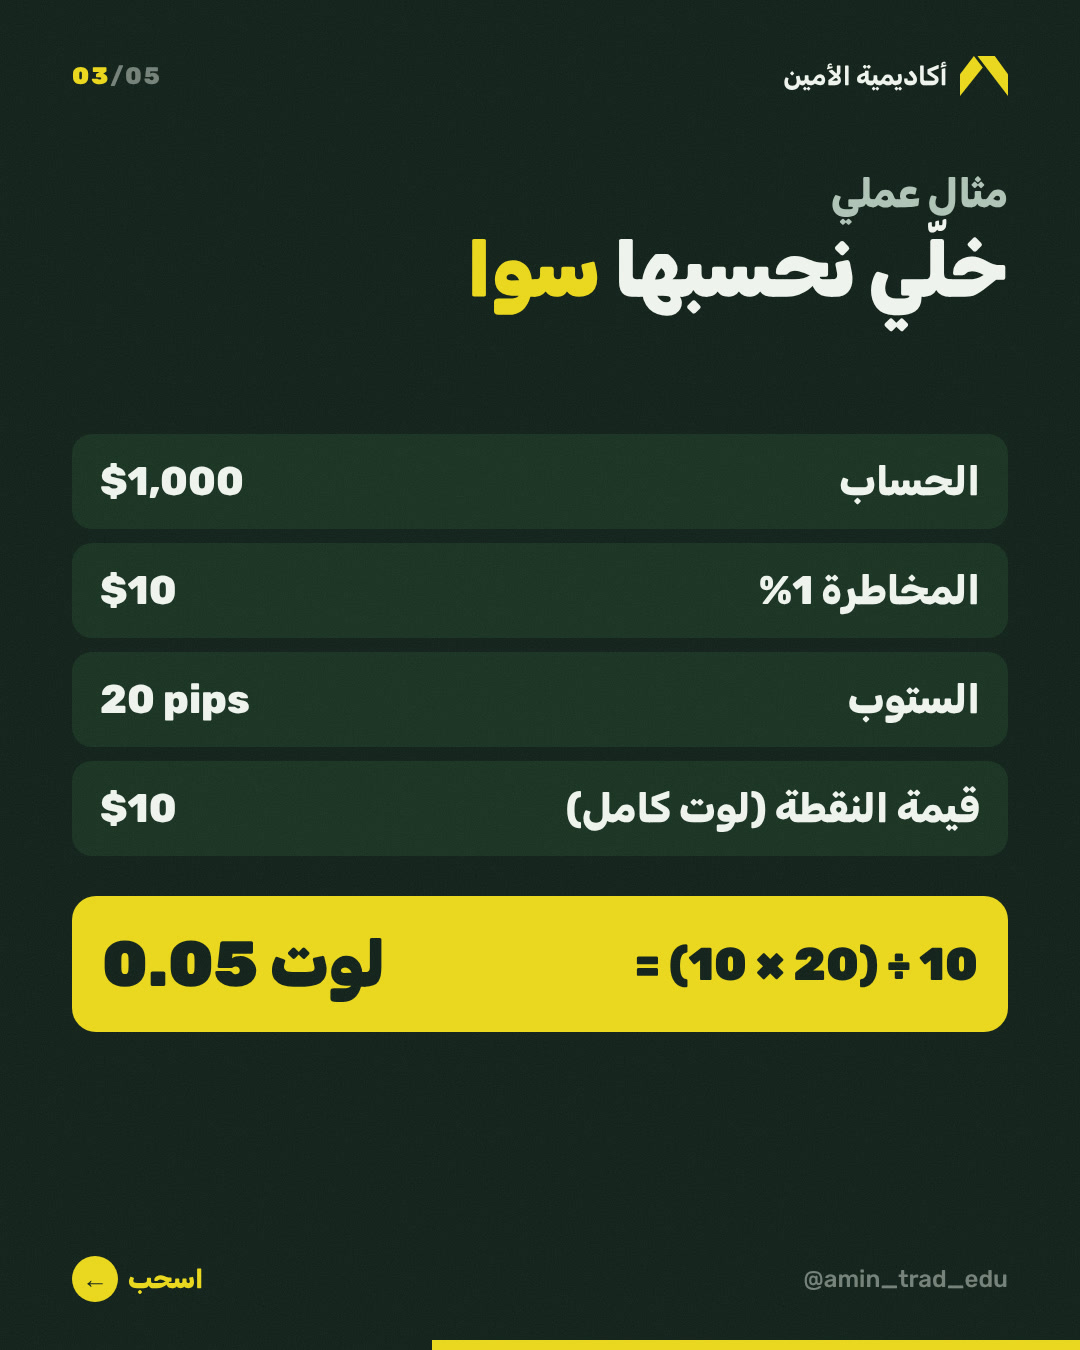 أكاديمية الأمين
03/05
مثال عملي
خلّي نحسبها سوا
الحساب $1,000
المخاطرة 1% $10
الستوب 20 pips
قيمة النقطة (لوت كامل) $10
10 ÷ (20 × 10) = 0.05 لوت
@amin_trad_edu
اسحب ←